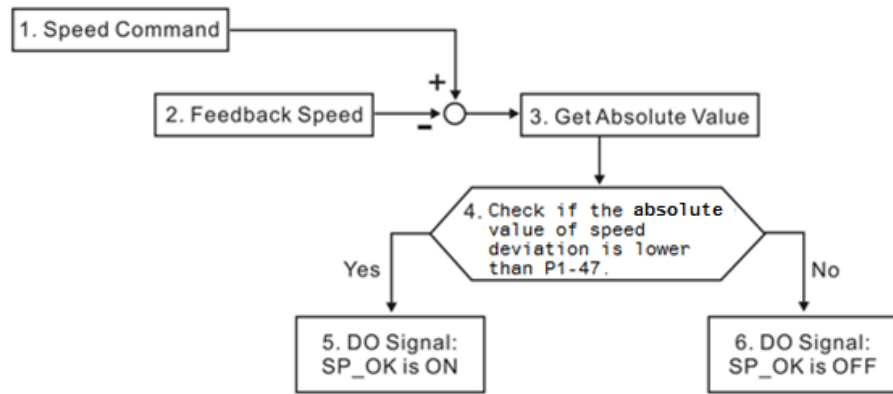 1. Speed Command
+
2. Feedback Speed
-
3. Get Absolute Value
4. Check if the absolute
value of speed
deviation is lower
than P1-47.
Yes
No
5. DO Signal:
SP_OK is ON
6. DO Signal:
SP_OK is OFF